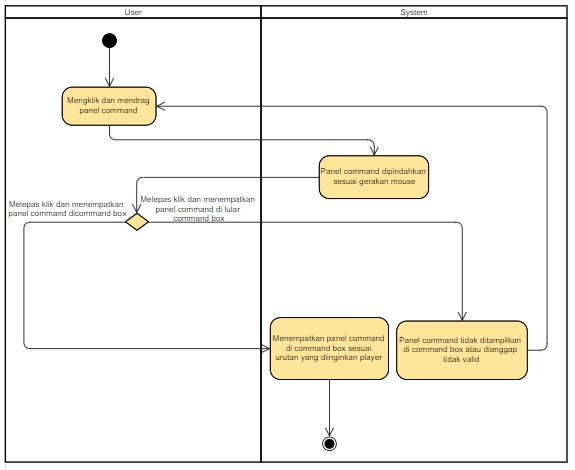 User
System
Mengklik dan mendrag
panel command
Panel command dipindahkan
sesuai gerakan mouse
Melepas klik dan menempatkan
panel command dicommand box
Melepas klik dan menempatkan
panel command di lular
command box
Menempatkan panel command
di command box sesuai
urutan yang diinginkan player
Panel command tidak ditampilkan
di command box atau dianggap
tidak valid